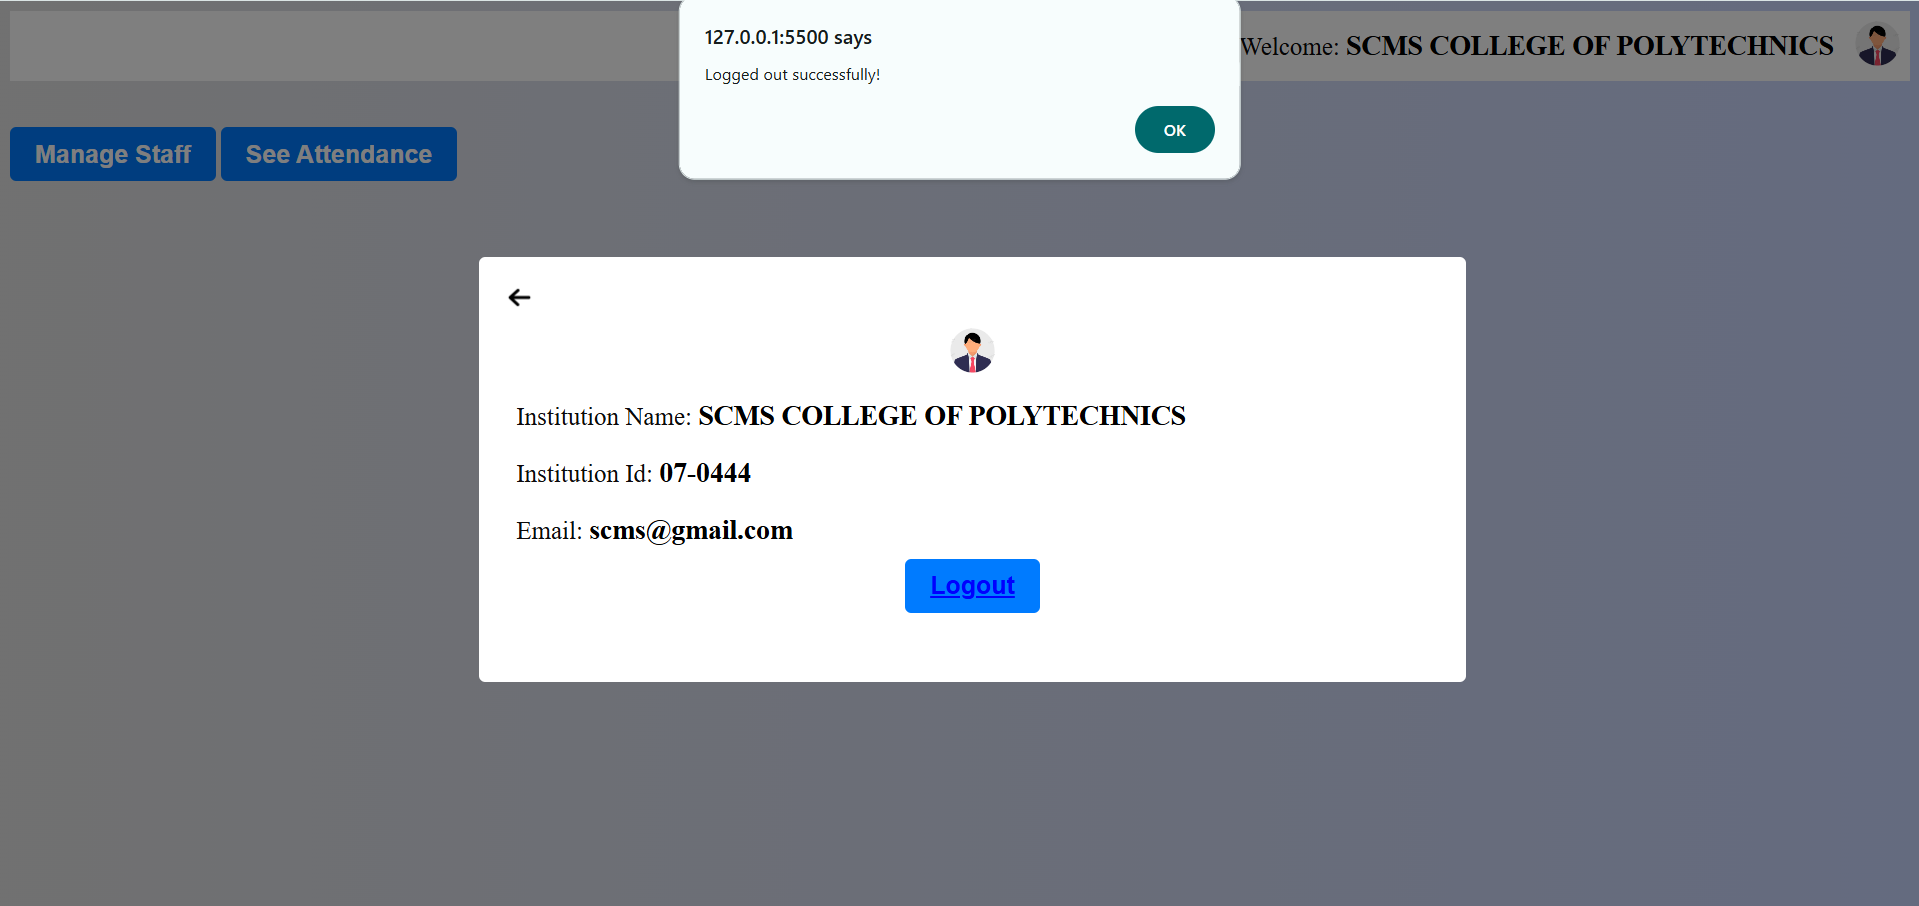 127.0.0.1:5500 says
Logged out successfully!
OK
Welcome: SCMS COLLEGE OF POLYTECHNICS
Manage Staff See Attendance
Institution Name: SCMS COLLEGE OF POLYTECHNICS
Institution Id: 07-0444
Email: scms@gmail.com
Logout